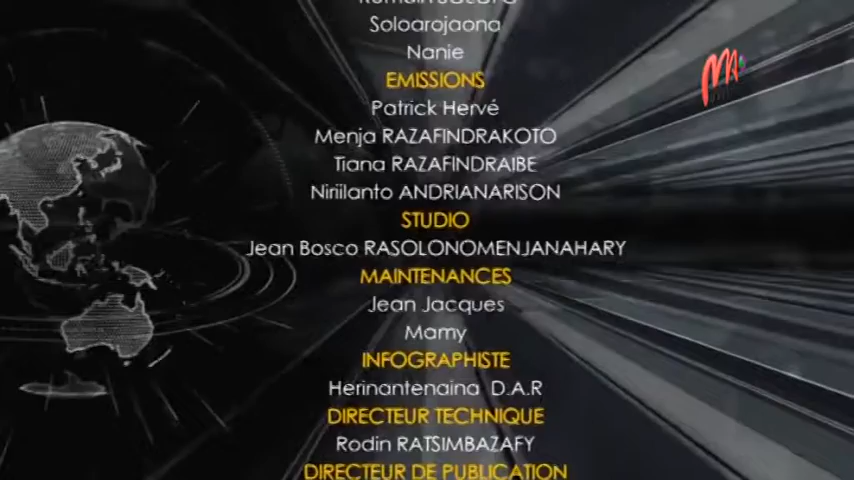 Soloarojaona
Nanie
EMISSIONS
Patrick Hervé
Menja RAZAFINDRAKOTO
Tiana RAZAFINDRAIBE
Niriilanto ANDRIANARISON
STUDIO
Jean Bosco RASOLONOMENJANAHARY
MAINTENANCES
Jean Jacques
Mamy
INFOGRAPHISTE
Herinantenaina D.A.R
DIRECTEUR TECHNIQUE
Rodin RATSIMBAZAFY
DIRECTEUR DE PUBLICATION